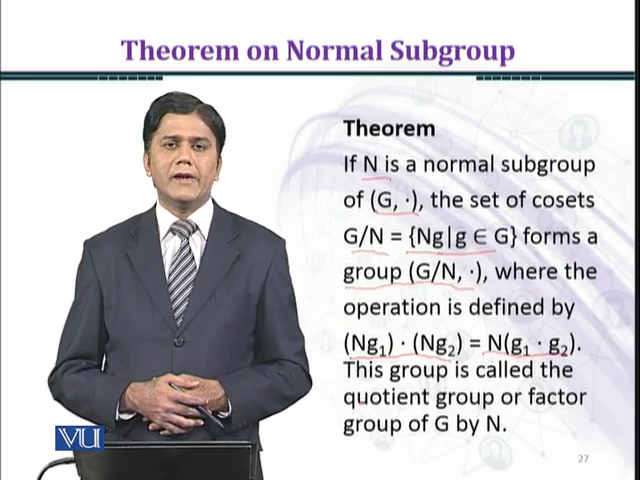 Theorem on Normal Subgroup
Theorem
If N is a normal subgroup
of (G, ·), the set of cosets
G/N = {Ng|g ∈ G} forms a
group (G/N, ·), where the
operation is defined by
(Ng₁) · (Ng₂) = N(g₁ · g₂).
This group is called the
quotient group or factor
group of G by N.
VU
27